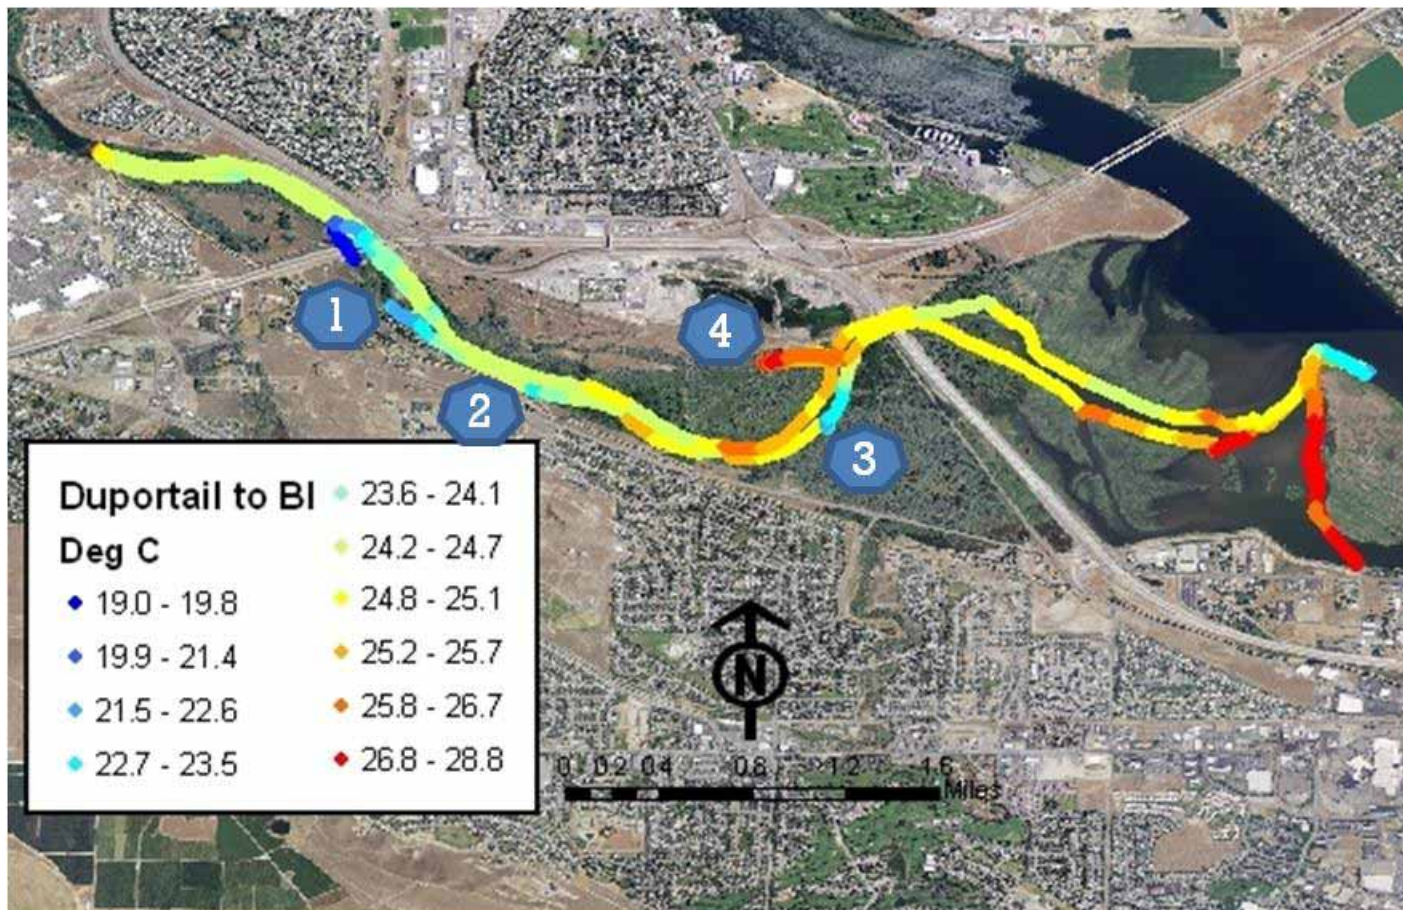 1
2
3
4
Duportail to BI
Deg C
19.0 - 19.8
19.9 - 21.4
21.5 - 22.6
22.7 - 23.5
23.6 - 24.1
24.2 - 24.7
24.8 - 25.1
25.2 - 25.7
25.8 - 26.7
26.8 - 28.8
N
0 0.2 0.4 0.8 1.2 1.6
Miles